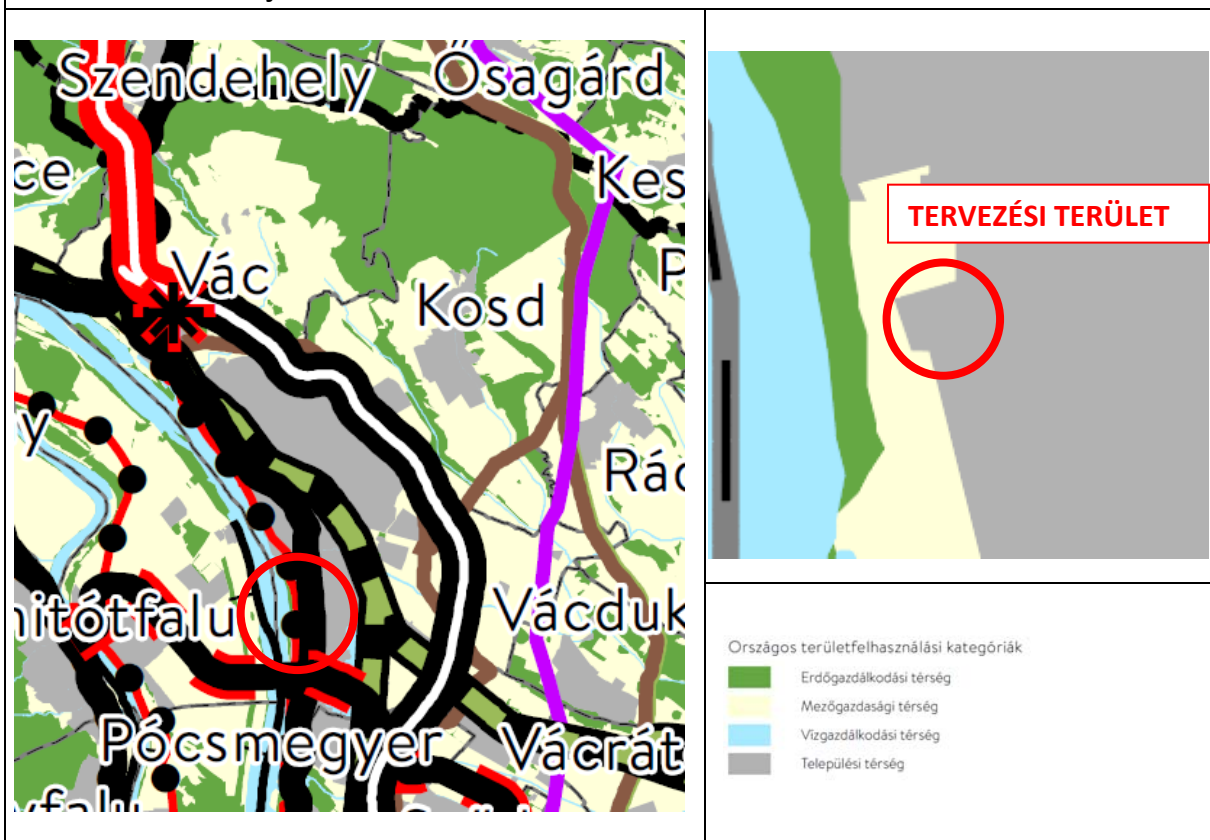 Szendehely
Ősagárd
ce
Kes
Vác
Kosd
P
y
Rác
nitótfalu
Vácduk
Pócsmegyer
Vácrát
TERVEZÉSI TERÜLET
Országos területfelhasználási kategóriák
Erdőgazdálkodási térség
Mezőgazdasági térség
Vízgazdálkodási térség
Települési térség